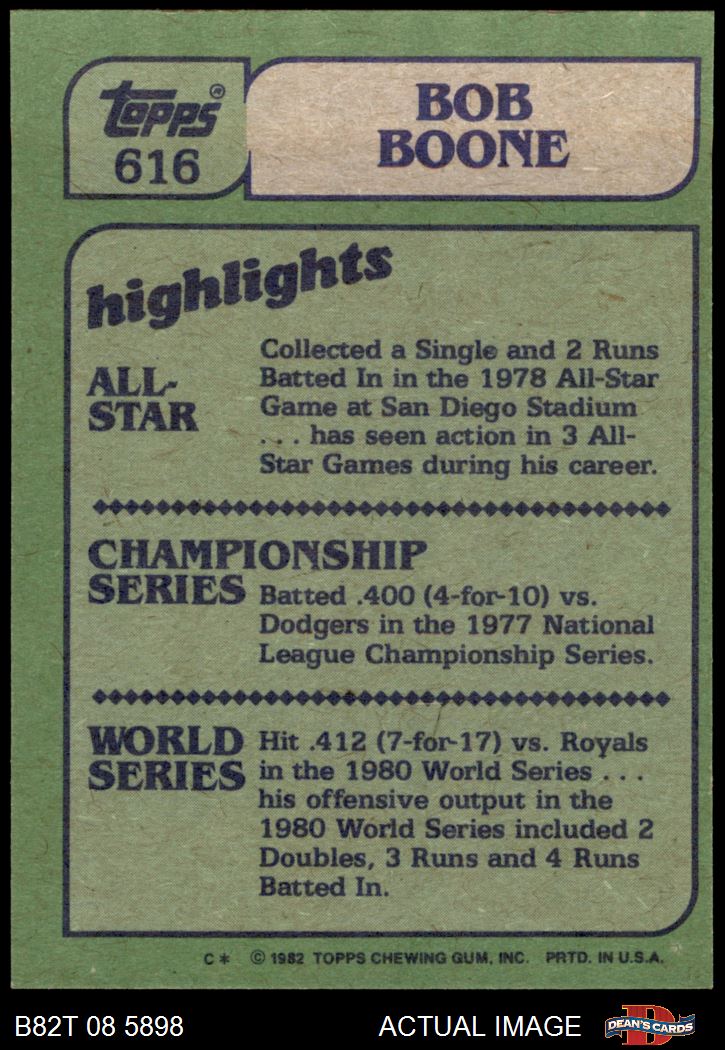 Topps®
616
BOB
BOONE
highlights
ALL-
STAR
Collected a Single and 2 Runs
Batted In in the 1978 All-Star
Game at San Diego Stadium
. . . has seen action in 3 All-
Star Games during his career.
CHAMPIONSHIP
SERIES
Batted .400 (4-for-10) vs.
Dodgers in the 1977 National
League Championship Series.
WORLD
SERIES
Hit .412 (7-for-17) vs. Royals
in the 1980 World Series . . .
his offensive output in the
1980 World Series included 2
Doubles, 3 Runs and 4 Runs
Batted In.
C* © 1982 TOPPS CHEWING GUM, INC. PRTD. IN U.S.A.
B82T 08 5898 ACTUAL IMAGE
D
DEAN'S CARDS